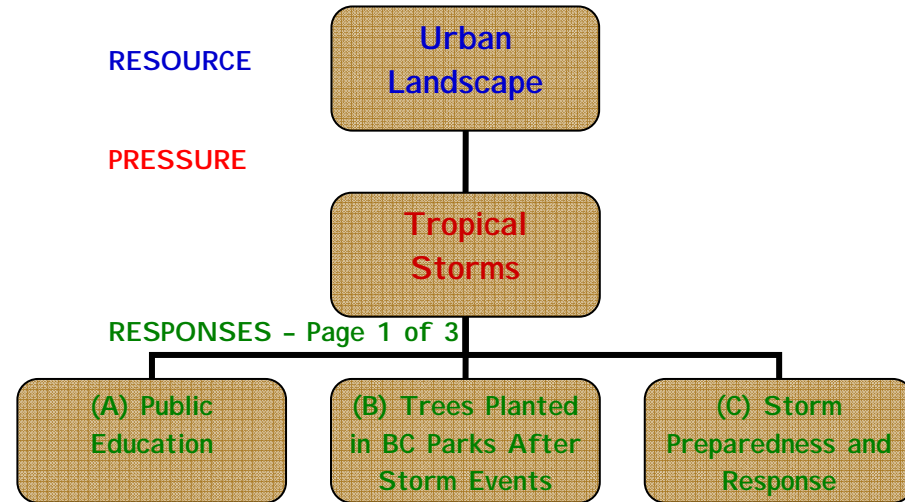 RESOURCE
Urban
Landscape
PRESSURE
Tropical
Storms
RESPONSES – Page 1 of 3
(A) Public
Education
(B) Trees Planted
in BC Parks After
Storm Events
(C) Storm
Preparedness and
Response